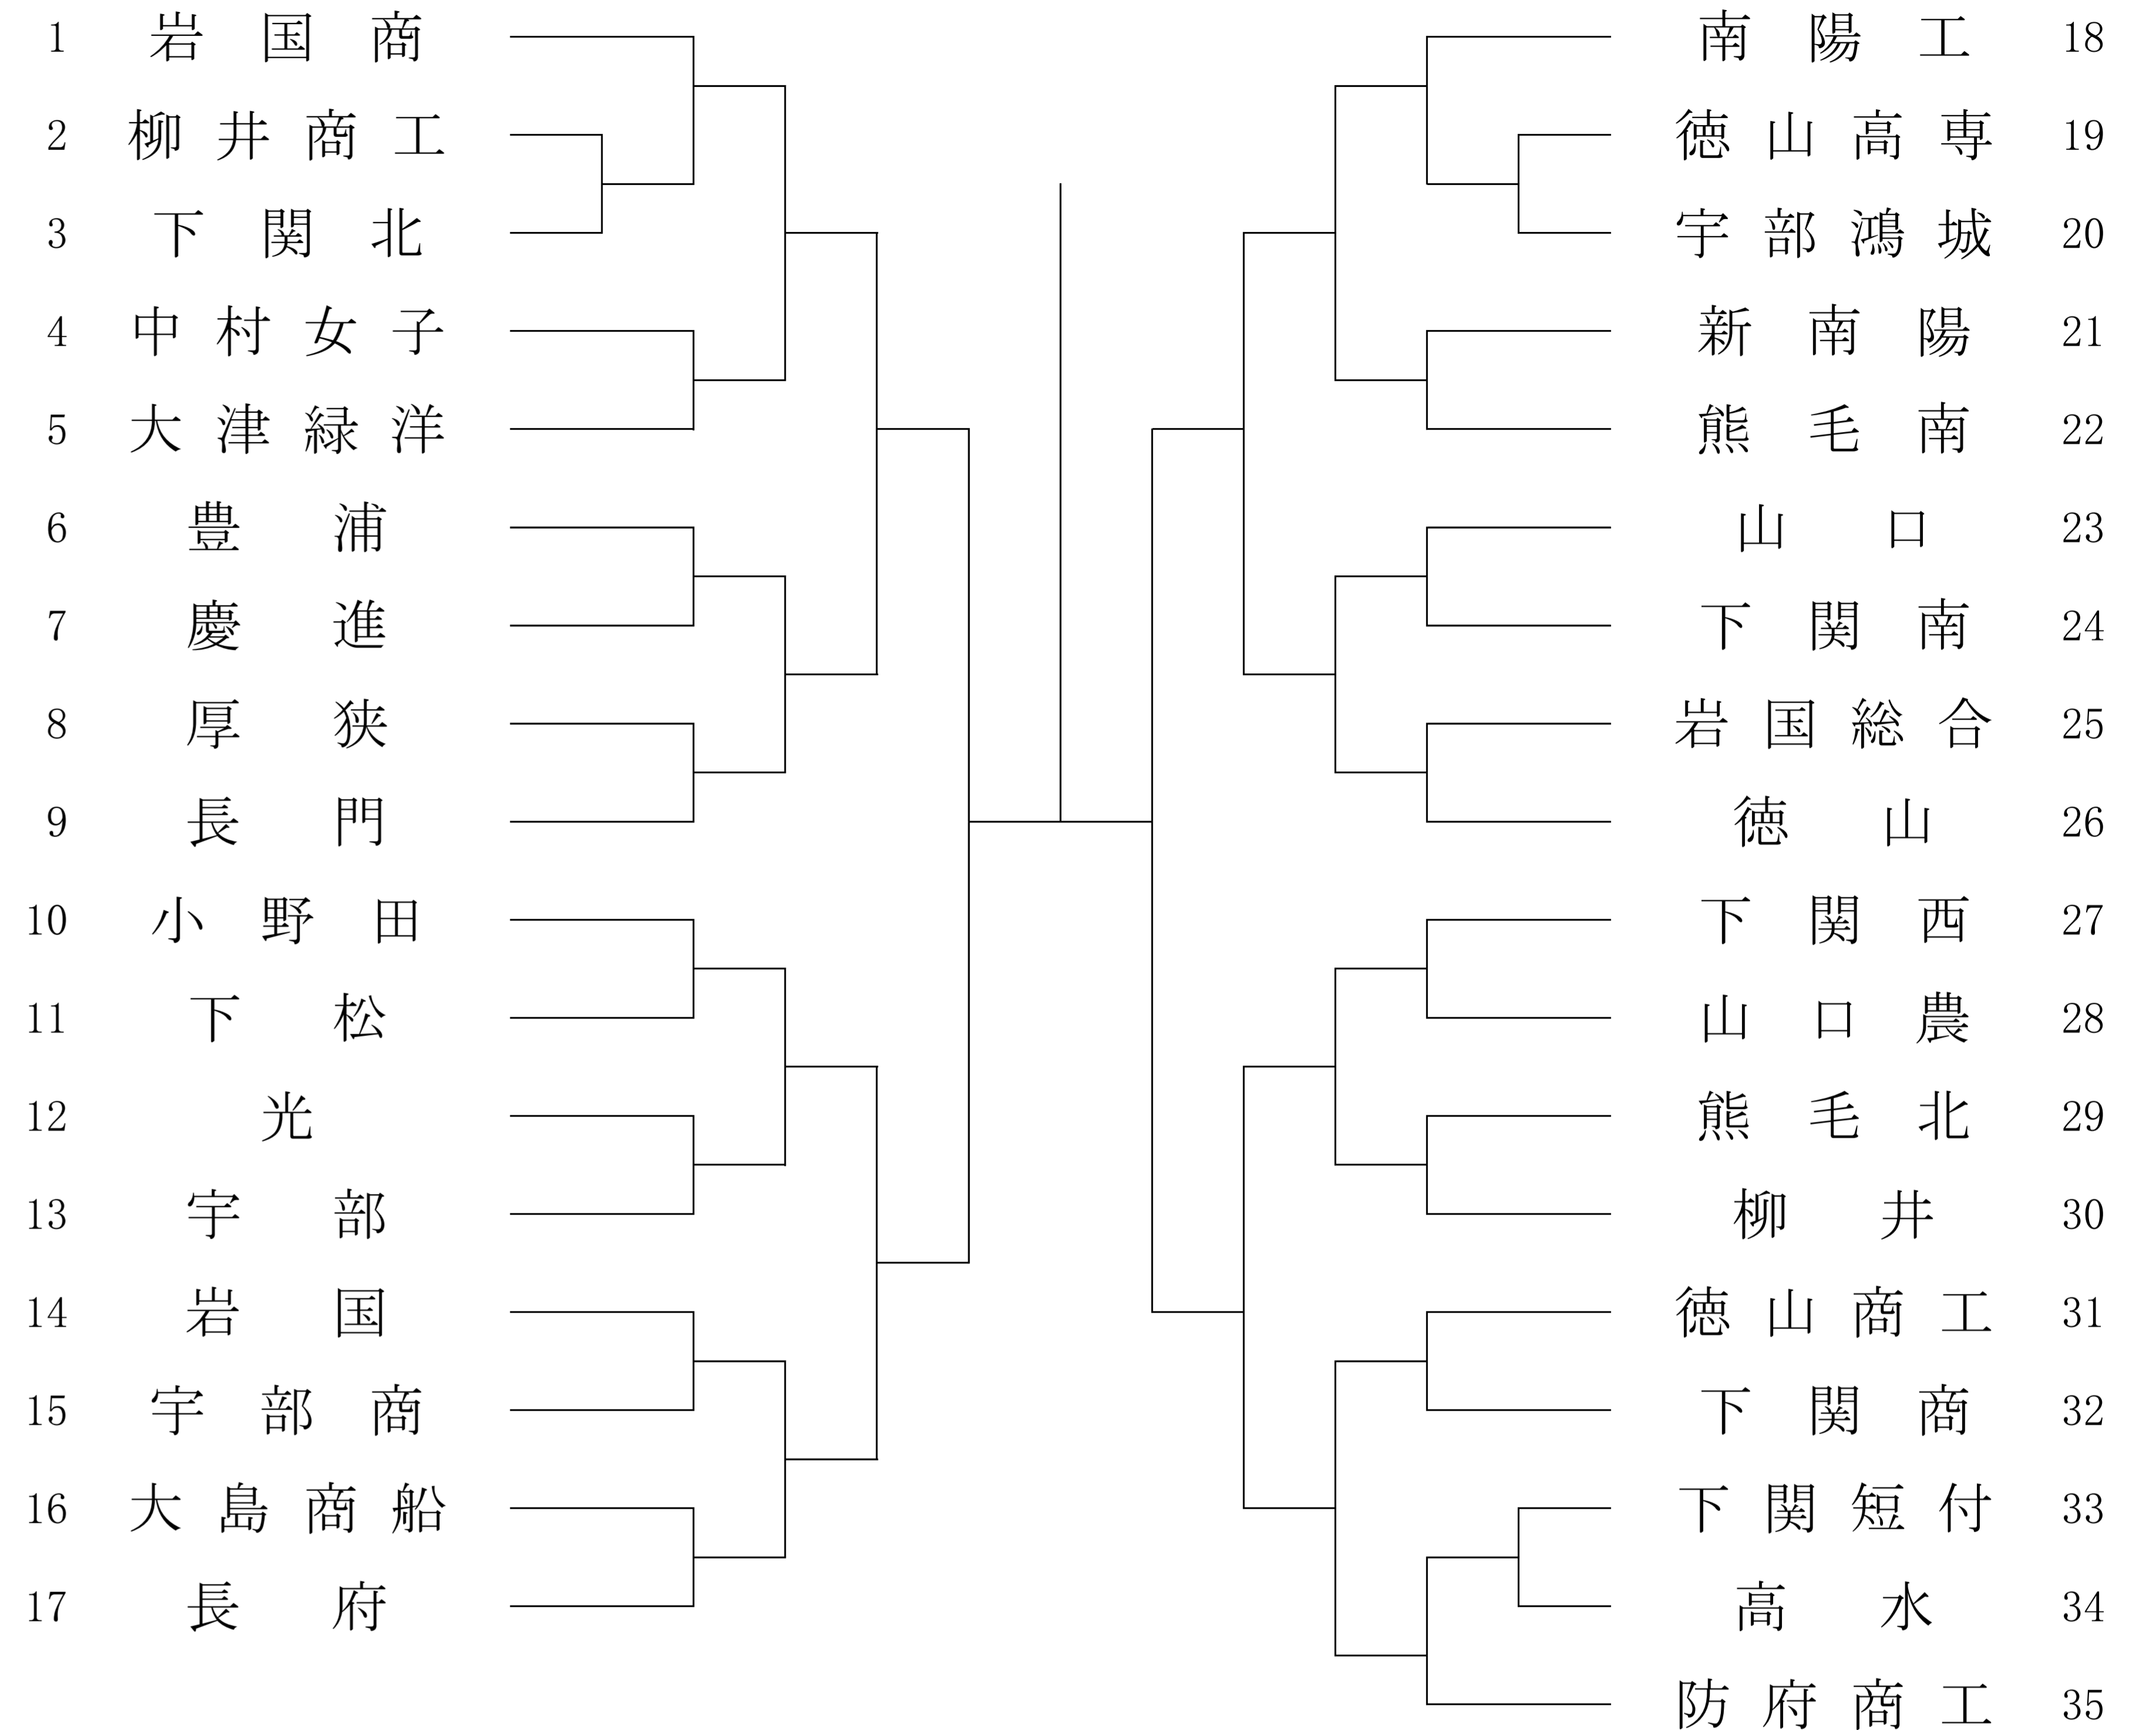 1 岩国商
2 柳井商工
3 下関北
4 中村女子
5 大津緑洋
6 豊浦
7 慶進
8 厚狭
9 長門
10 小野田
11 下松
12 光
13 宇部
14 岩国
15 宇部商
16 大島商船
17 長府
南陽工 18
徳山高専 19
宇部鴻城 20
新南陽 21
熊毛南 22
山口 23
下関南 24
岩国総合 25
徳山 26
下関西 27
山口農 28
熊毛北 29
柳井 30
徳山商工 31
下関商 32
下関短付 33
高水 34
防府商工 35